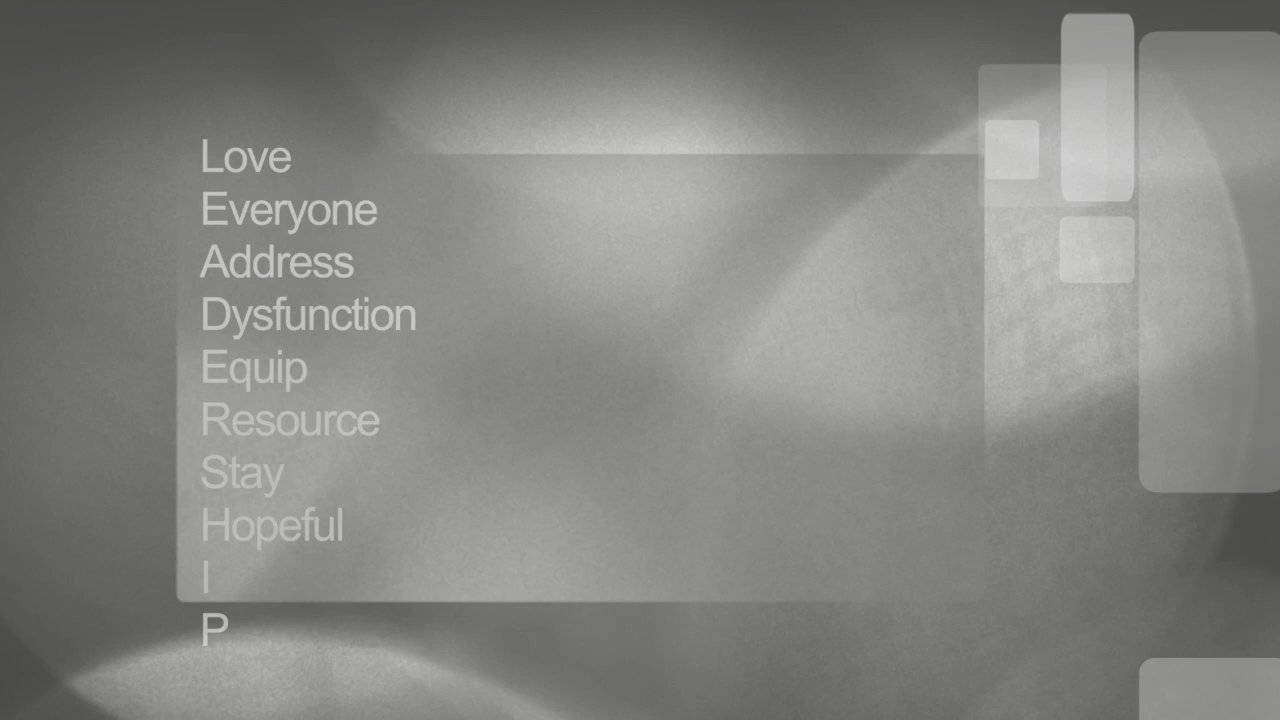 Love
Everyone
Address
Dysfunction
Equip
Resource
Stay
Hopeful
I
P